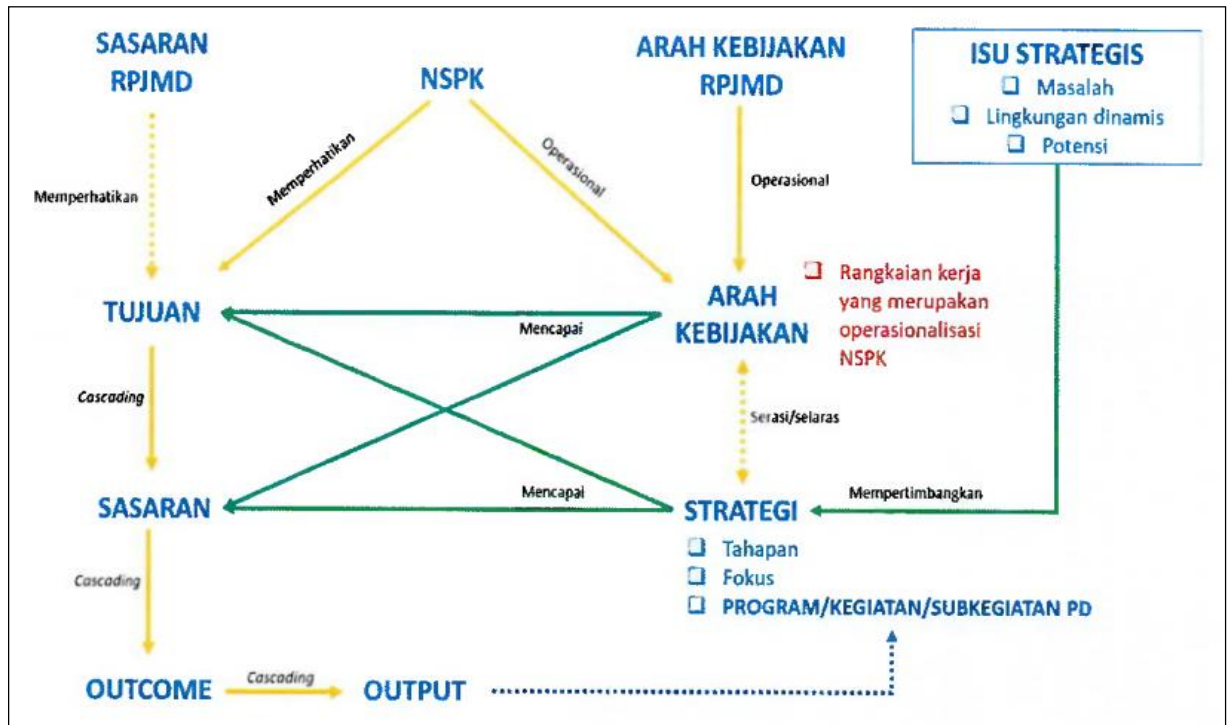 SASARAN
RPJMD
NSPK
ARAH KEBIJAKAN
RPJMD
ISU STRATEGIS
Masalah
Lingkungan dinamis
Potensi
Memperhatikan
Memperhatikan
Operasional
Operasional
TUJUAN
Mencapai
ARAH
KEBIJAKAN
Rangkaian kerja
yang merupakan
operasionalisasi
NSPK
Cascading
Serasi/selaras
SASARAN
Mencapai
STRATEGI
Mempertimbangkan
Tahapan
Fokus
PROGRAM/KEGIATAN/SUBKEGIATAN PD
Cascading
OUTCOME
Cascading
OUTPUT